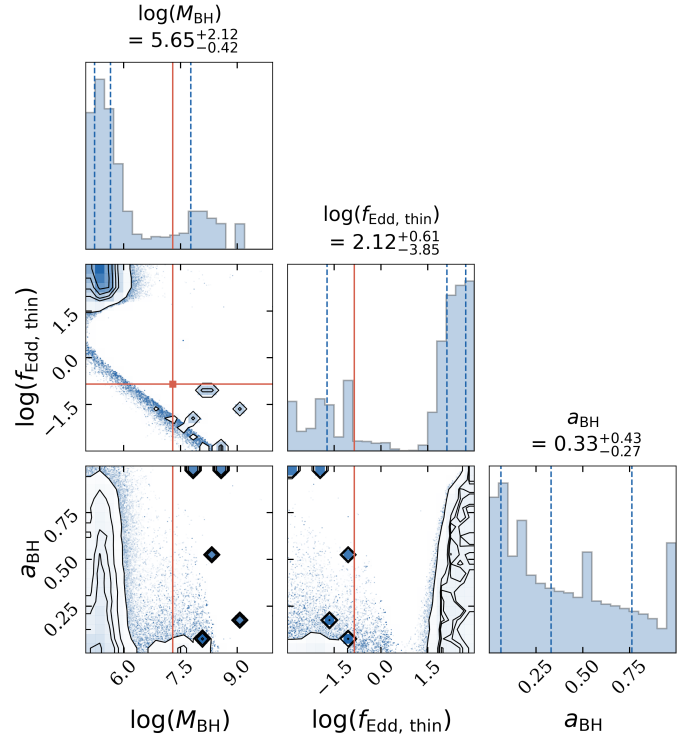 log(M_BH)
= 5.65^{+2.12}_{-0.42}
log(f_Edd, thin)
= 2.12^{+0.61}_{-3.85}
log(f_Edd, thin)
1.5
0.0
−1.5
a_BH
= 0.33^{+0.43}_{-0.27}
a_BH
0.75
0.50
0.25
6.0 7.5 9.0 −1.5 0.0 1.5 0.25 0.50 0.75
log(M_BH) log(f_Edd, thin) a_BH